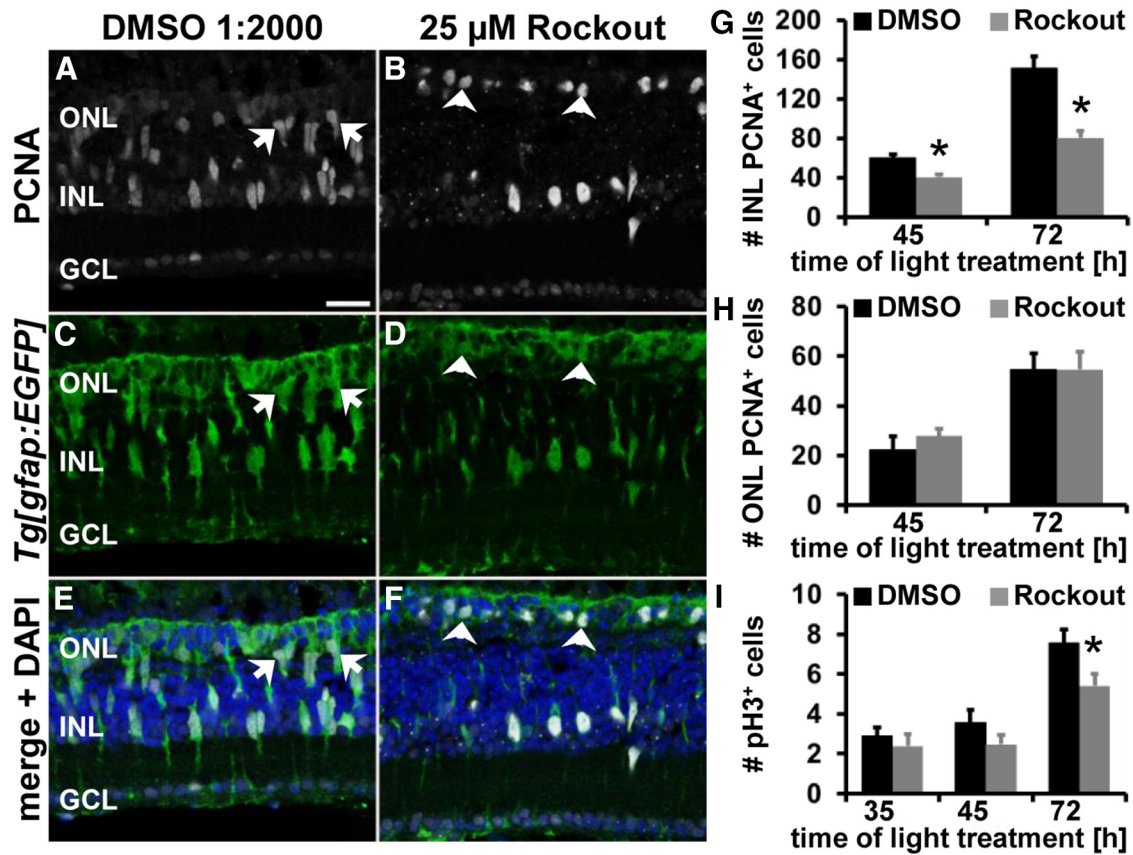 DMSO 1:2000
25 µM Rockout
PCNA
A
ONL
INL
GCL
B
Tg[gfap:EGFP]
C
ONL
INL
GCL
D
merge + DAPI
E
ONL
INL
GCL
F
G
DMSO Rockout
# INL PCNA⁺ cells
200
160
120
80
40
0
*
*
45 72
time of light treatment [h]
H
DMSO Rockout
# ONL PCNA⁺ cells
80
60
40
20
0
45 72
time of light treatment [h]
I
DMSO Rockout
# pH3⁺ cells
10
8
6
4
2
0
*
35 45 72
time of light treatment [h]